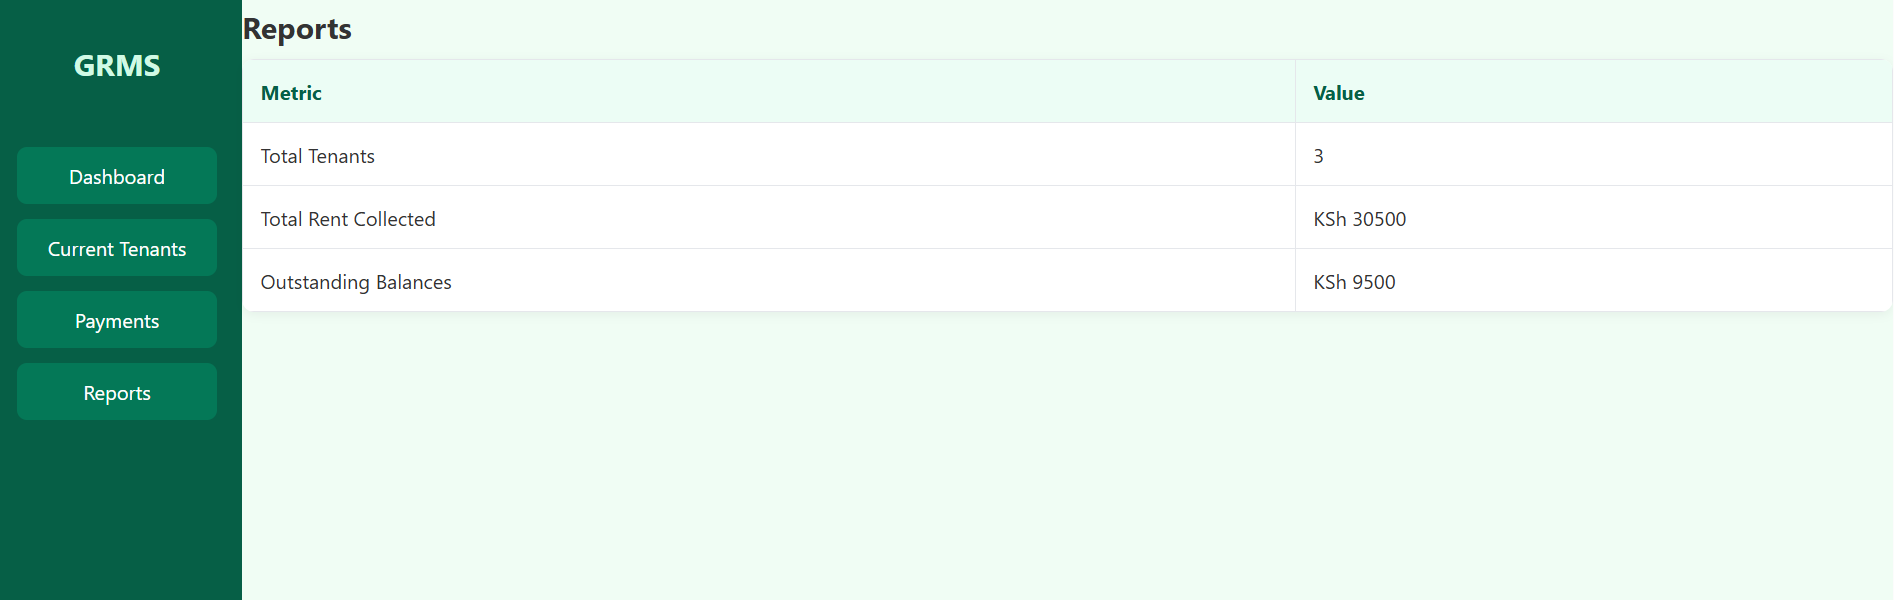 GRMS
Dashboard
Current Tenants
Payments
Reports
Reports
Metric Value
Total Tenants 3
Total Rent Collected KSh 30500
Outstanding Balances KSh 9500